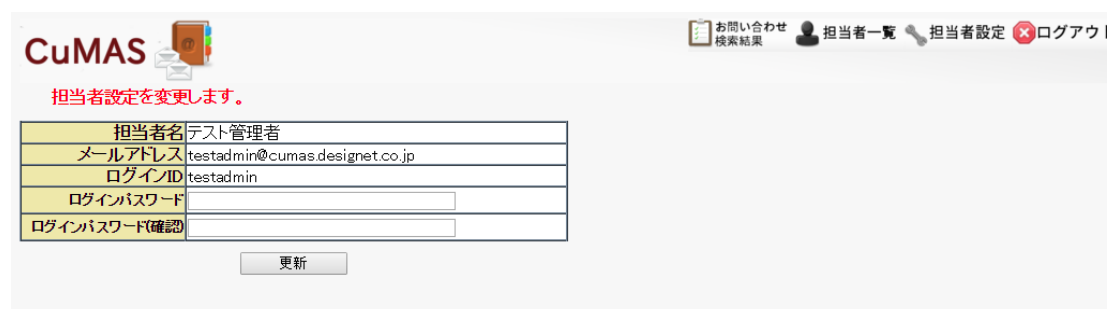 CuMAS
お問い合わせ
検索結果
担当者一覧
担当者設定
ログアウト
担当者設定を変更します。
担当者名 テスト管理者
メールアドレス testadmin@cumas.designet.co.jp
ログインID testadmin
ログインパスワード
ログインパスワード(確認)
更新